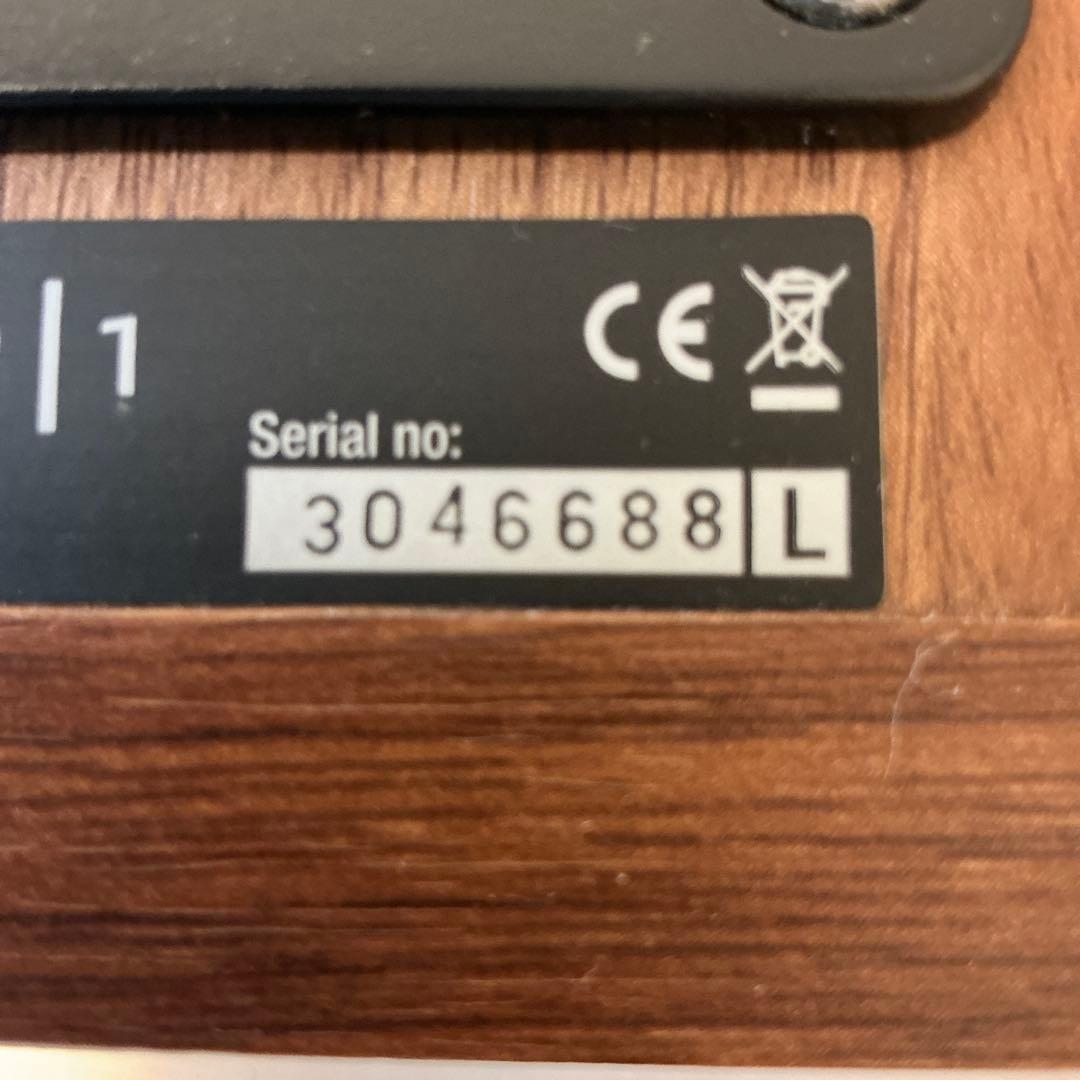 | 1
CE
Serial no:
3046688 L